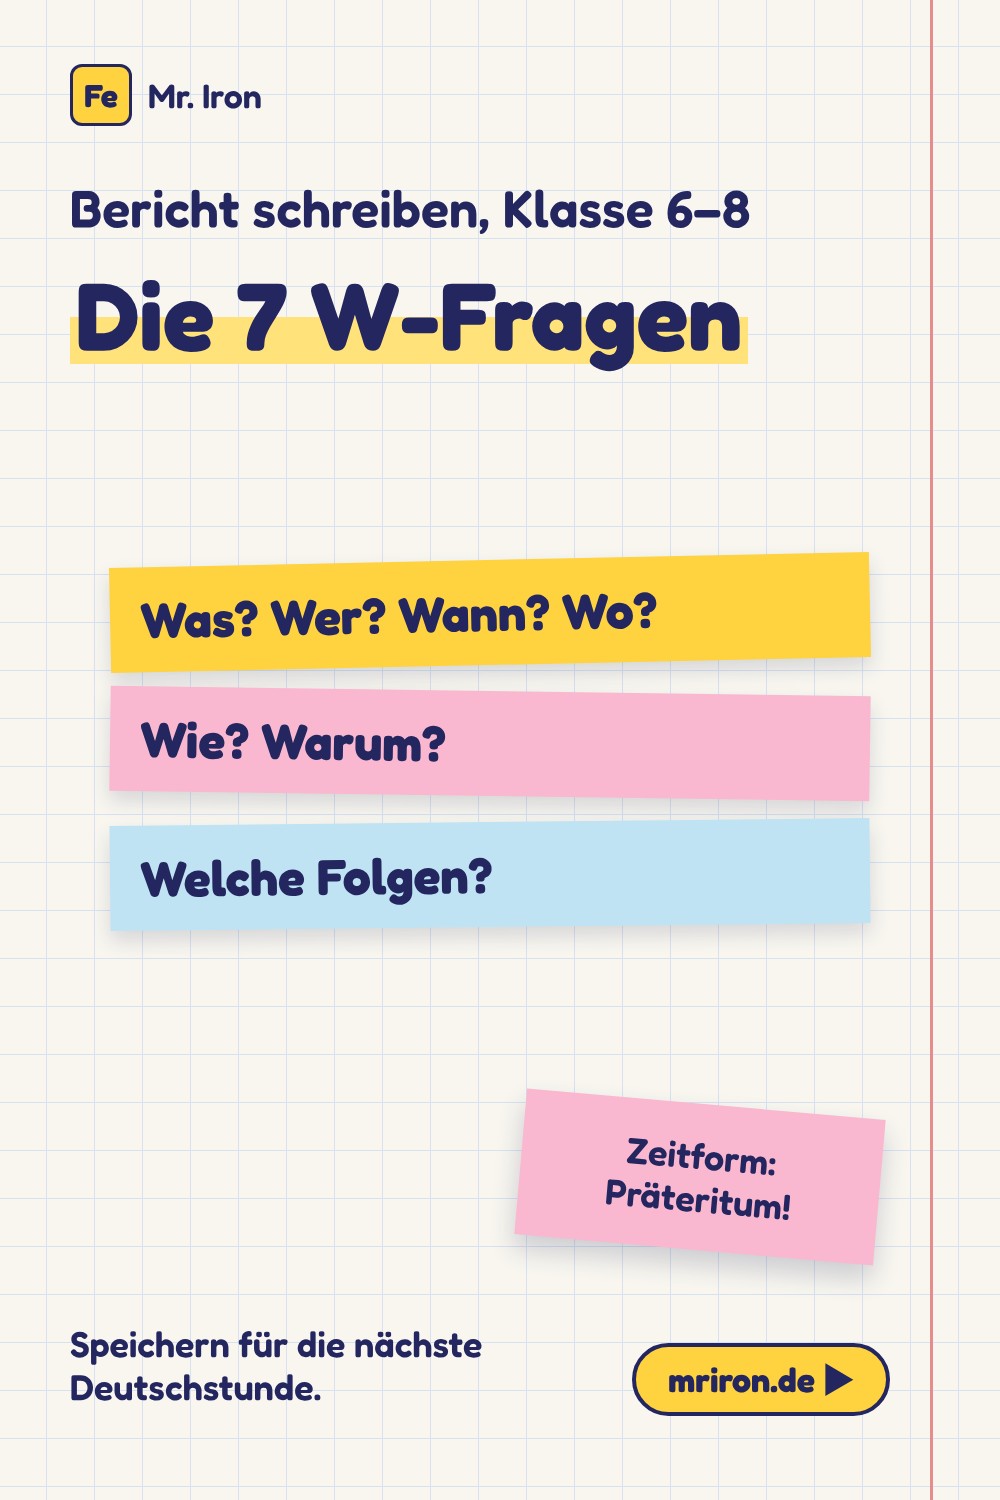 Fe Mr. Iron
Bericht schreiben, Klasse 6–8
Die 7 W-Fragen
Was? Wer? Wann? Wo?
Wie? Warum?
Welche Folgen?
Zeitform:
Präteritum!
Speichern für die nächste
Deutschstunde.
mriron.de